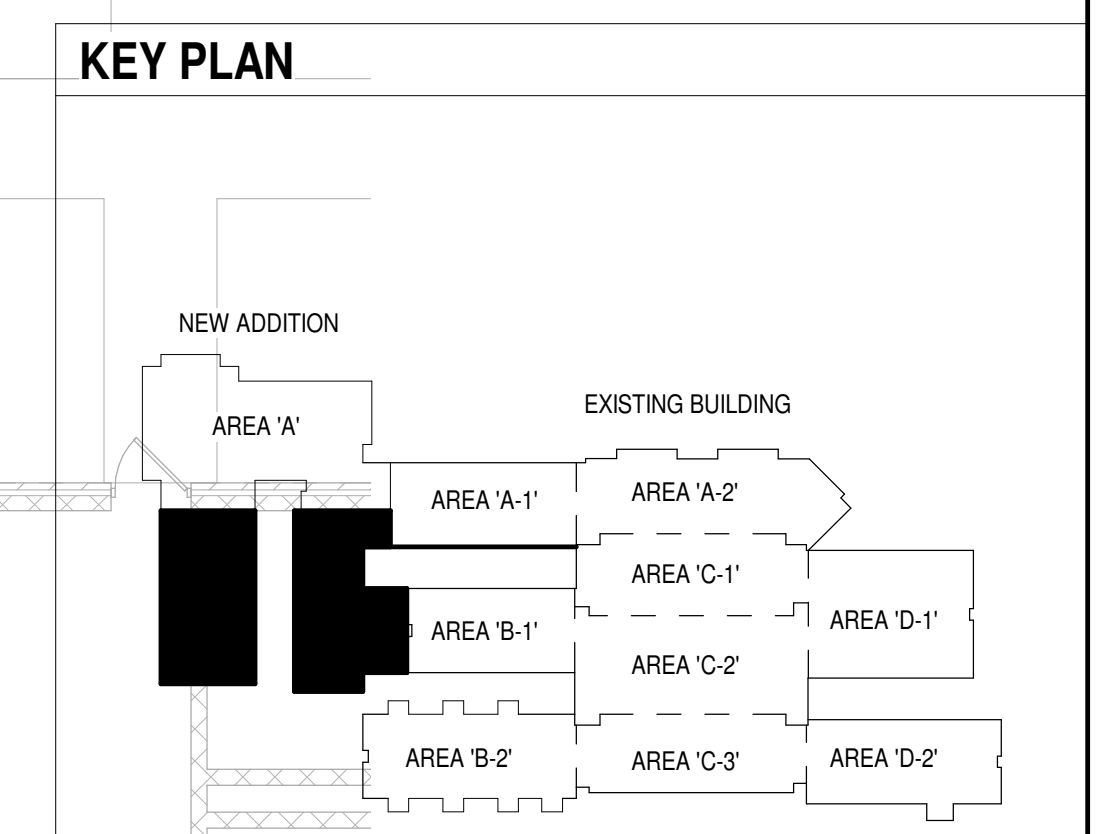 KEY PLAN
NEW ADDITION
AREA 'A'
EXISTING BUILDING
AREA 'A-1'
AREA 'A-2'
AREA 'C-1'
AREA 'B-1'
AREA 'D-1'
AREA 'C-2'
AREA 'B-2'
AREA 'C-3'
AREA 'D-2'